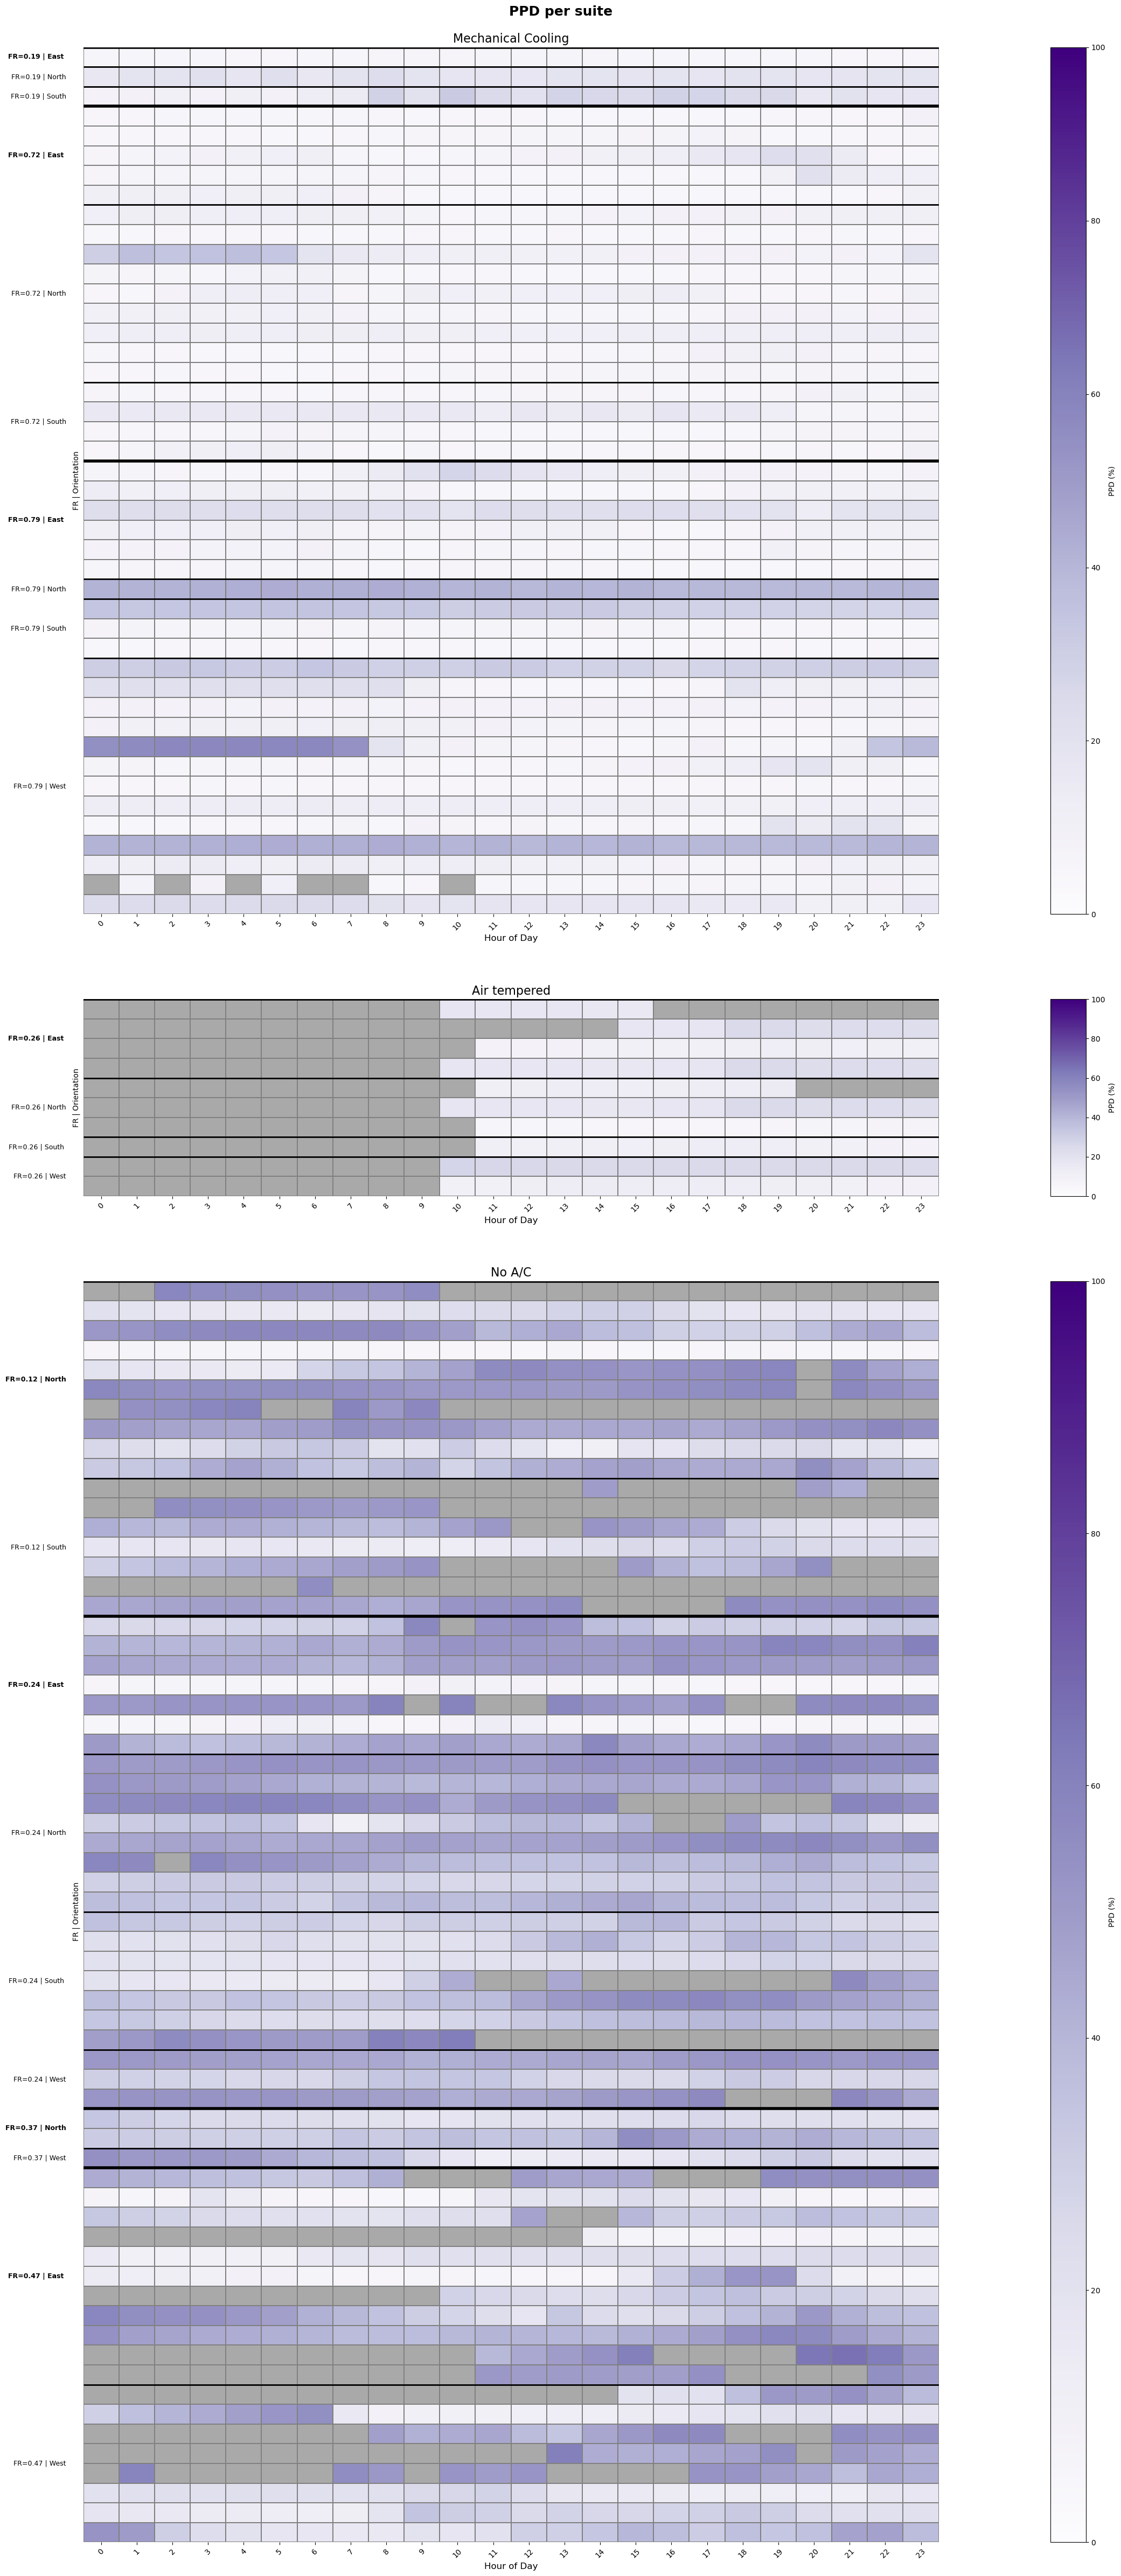 PPD per suite
Mechanical Cooling
FR=0.19 | East
FR=0.19 | North
FR=0.19 | South
FR=0.72 | East
FR=0.72 | North
FR=0.72 | South
FR=0.79 | East
FR=0.79 | North
FR=0.79 | South
FR=0.79 | West
FR | Orientation
0 1 2 3 4 5 6 7 8 9 10 11 12 13 14 15 16 17 18 19 20 21 22 23
Hour of Day
100
80
60
40
20
0
PPD (%)
Air tempered
FR=0.26 | East
FR=0.26 | North
FR=0.26 | South
FR=0.26 | West
FR | Orientation
0 1 2 3 4 5 6 7 8 9 10 11 12 13 14 15 16 17 18 19 20 21 22 23
Hour of Day
100
80
60
40
20
0
PPD (%)
No A/C
FR=0.12 | North
FR=0.12 | South
FR=0.24 | East
FR=0.24 | North
FR=0.24 | South
FR=0.24 | West
FR=0.37 | North
FR=0.37 | West
FR=0.47 | East
FR=0.47 | West
FR | Orientation
0 1 2 3 4 5 6 7 8 9 10 11 12 13 14 15 16 17 18 19 20 21 22 23
Hour of Day
100
80
60
40
20
0
PPD (%)